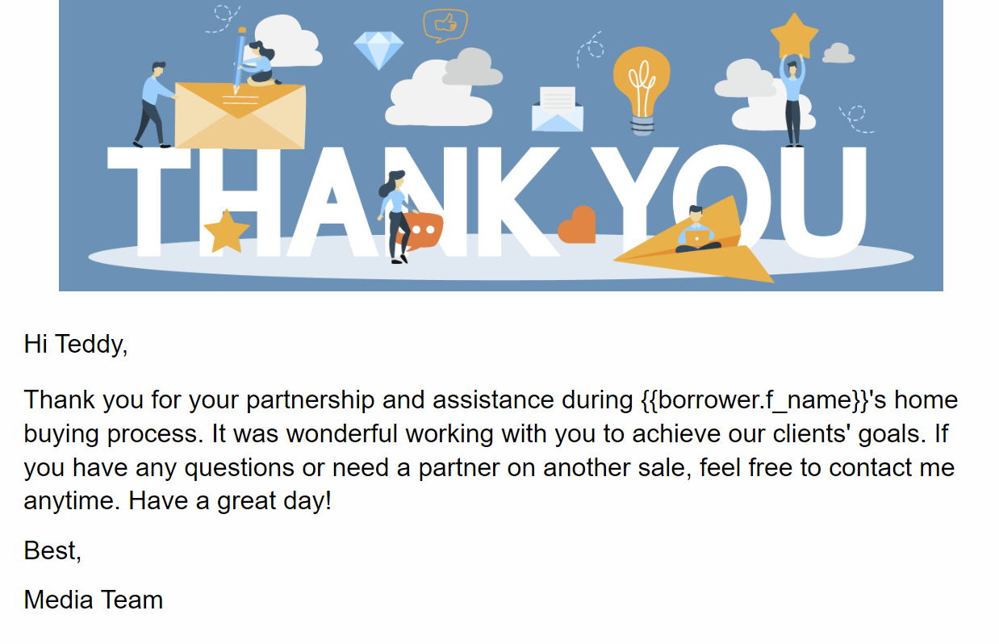 THANK YOU
Hi Teddy,
Thank you for your partnership and assistance during {{borrower.f_name}}'s home
buying process. It was wonderful working with you to achieve our clients' goals. If
you have any questions or need a partner on another sale, feel free to contact me
anytime. Have a great day!
Best,
Media Team